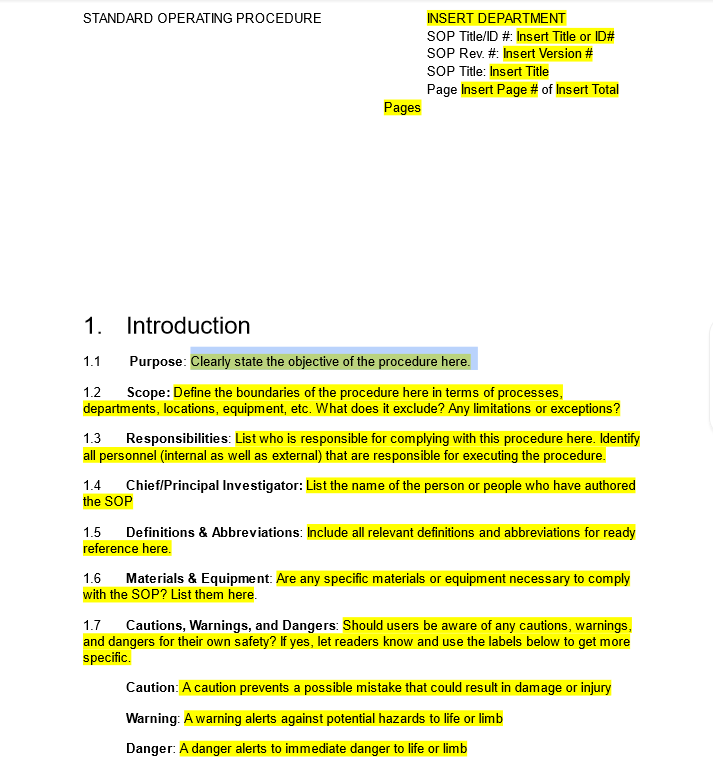 STANDARD OPERATING PROCEDURE
INSERT DEPARTMENT
SOP Title/ID #: Insert Title or ID#
SOP Rev. #: Insert Version #
SOP Title: Insert Title
Page Insert Page # of Insert Total
Pages
1. Introduction
1.1 Purpose: Clearly state the objective of the procedure here.
1.2 Scope: Define the boundaries of the procedure here in terms of processes,
departments, locations, equipment, etc. What does it exclude? Any limitations or exceptions?
1.3 Responsibilities: List who is responsible for complying with this procedure here. Identify
all personnel (internal as well as external) that are responsible for executing the procedure.
1.4 Chief/Principal Investigator: List the name of the person or people who have authored
the SOP
1.5 Definitions & Abbreviations: Include all relevant definitions and abbreviations for ready
reference here.
1.6 Materials & Equipment: Are any specific materials or equipment necessary to comply
with the SOP? List them here.
1.7 Cautions, Warnings, and Dangers: Should users be aware of any cautions, warnings,
and dangers for their own safety? If yes, let readers know and use the labels below to get more
specific.
Caution: A caution prevents a possible mistake that could result in damage or injury
Warning: A warning alerts against potential hazards to life or limb
Danger: A danger alerts to immediate danger to life or limb